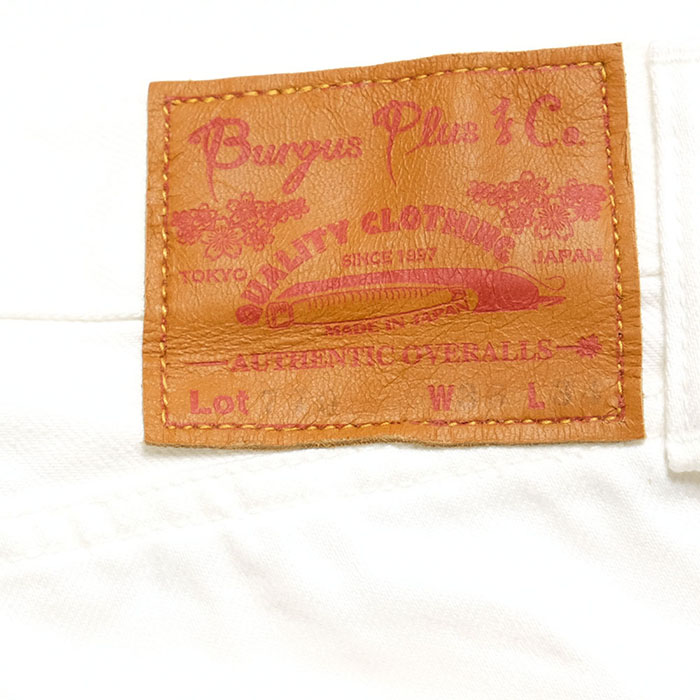 Burgus Plus & Co.
QUALITY CLOTHING
TOKYO SINCE 1997 JAPAN
MADE IN JAPAN
AUTHENTIC OVERALLS
Lot W L